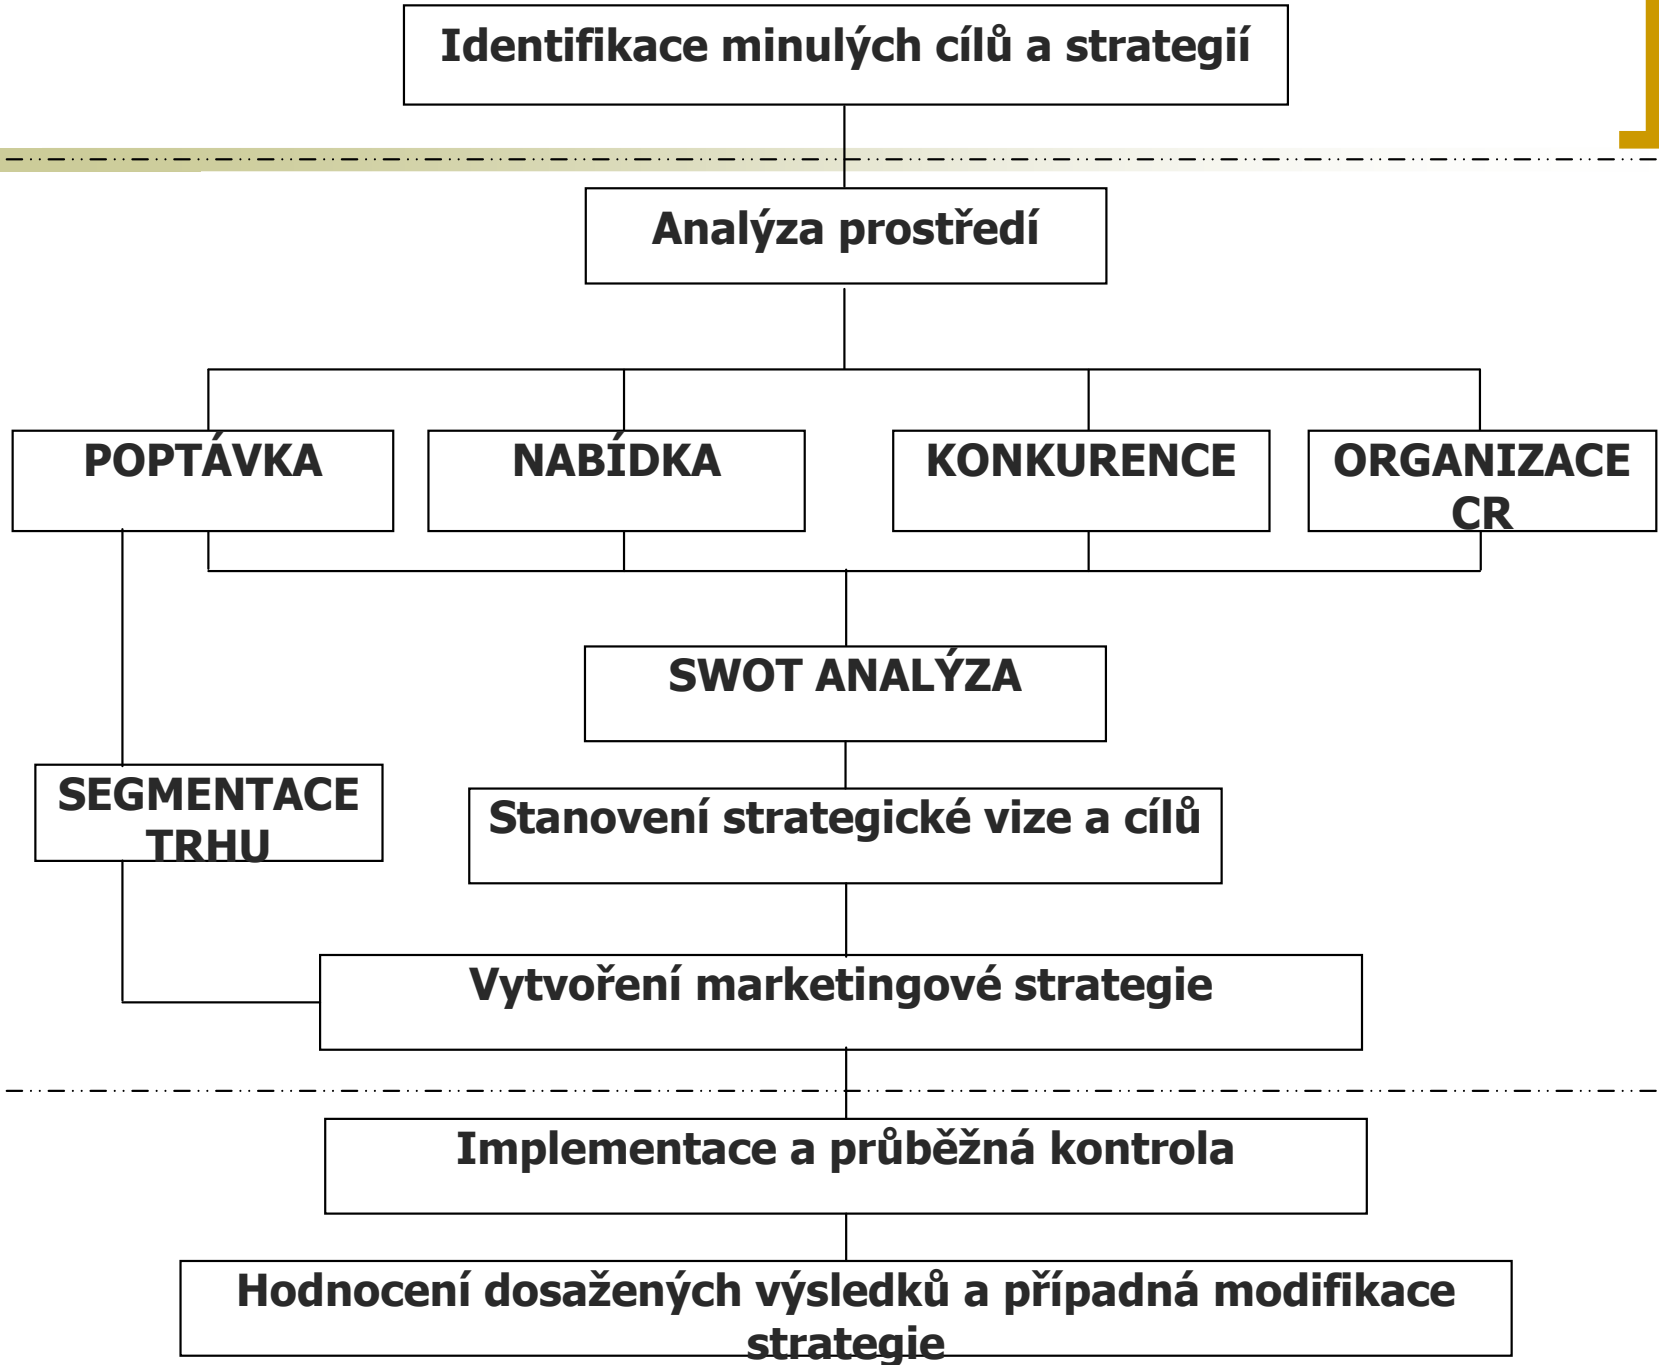 Identifikace minulých cílů a strategií
Analýza prostředí
POPTÁVKA
NABÍDKA
KONKURENCE
ORGANIZACE
CR
SWOT ANALÝZA
SEGMENTACE
TRHU
Stanovení strategické vize a cílů
Vytvoření marketingové strategie
Implementace a průběžná kontrola
Hodnocení dosažených výsledků a případná modifikace
strategie